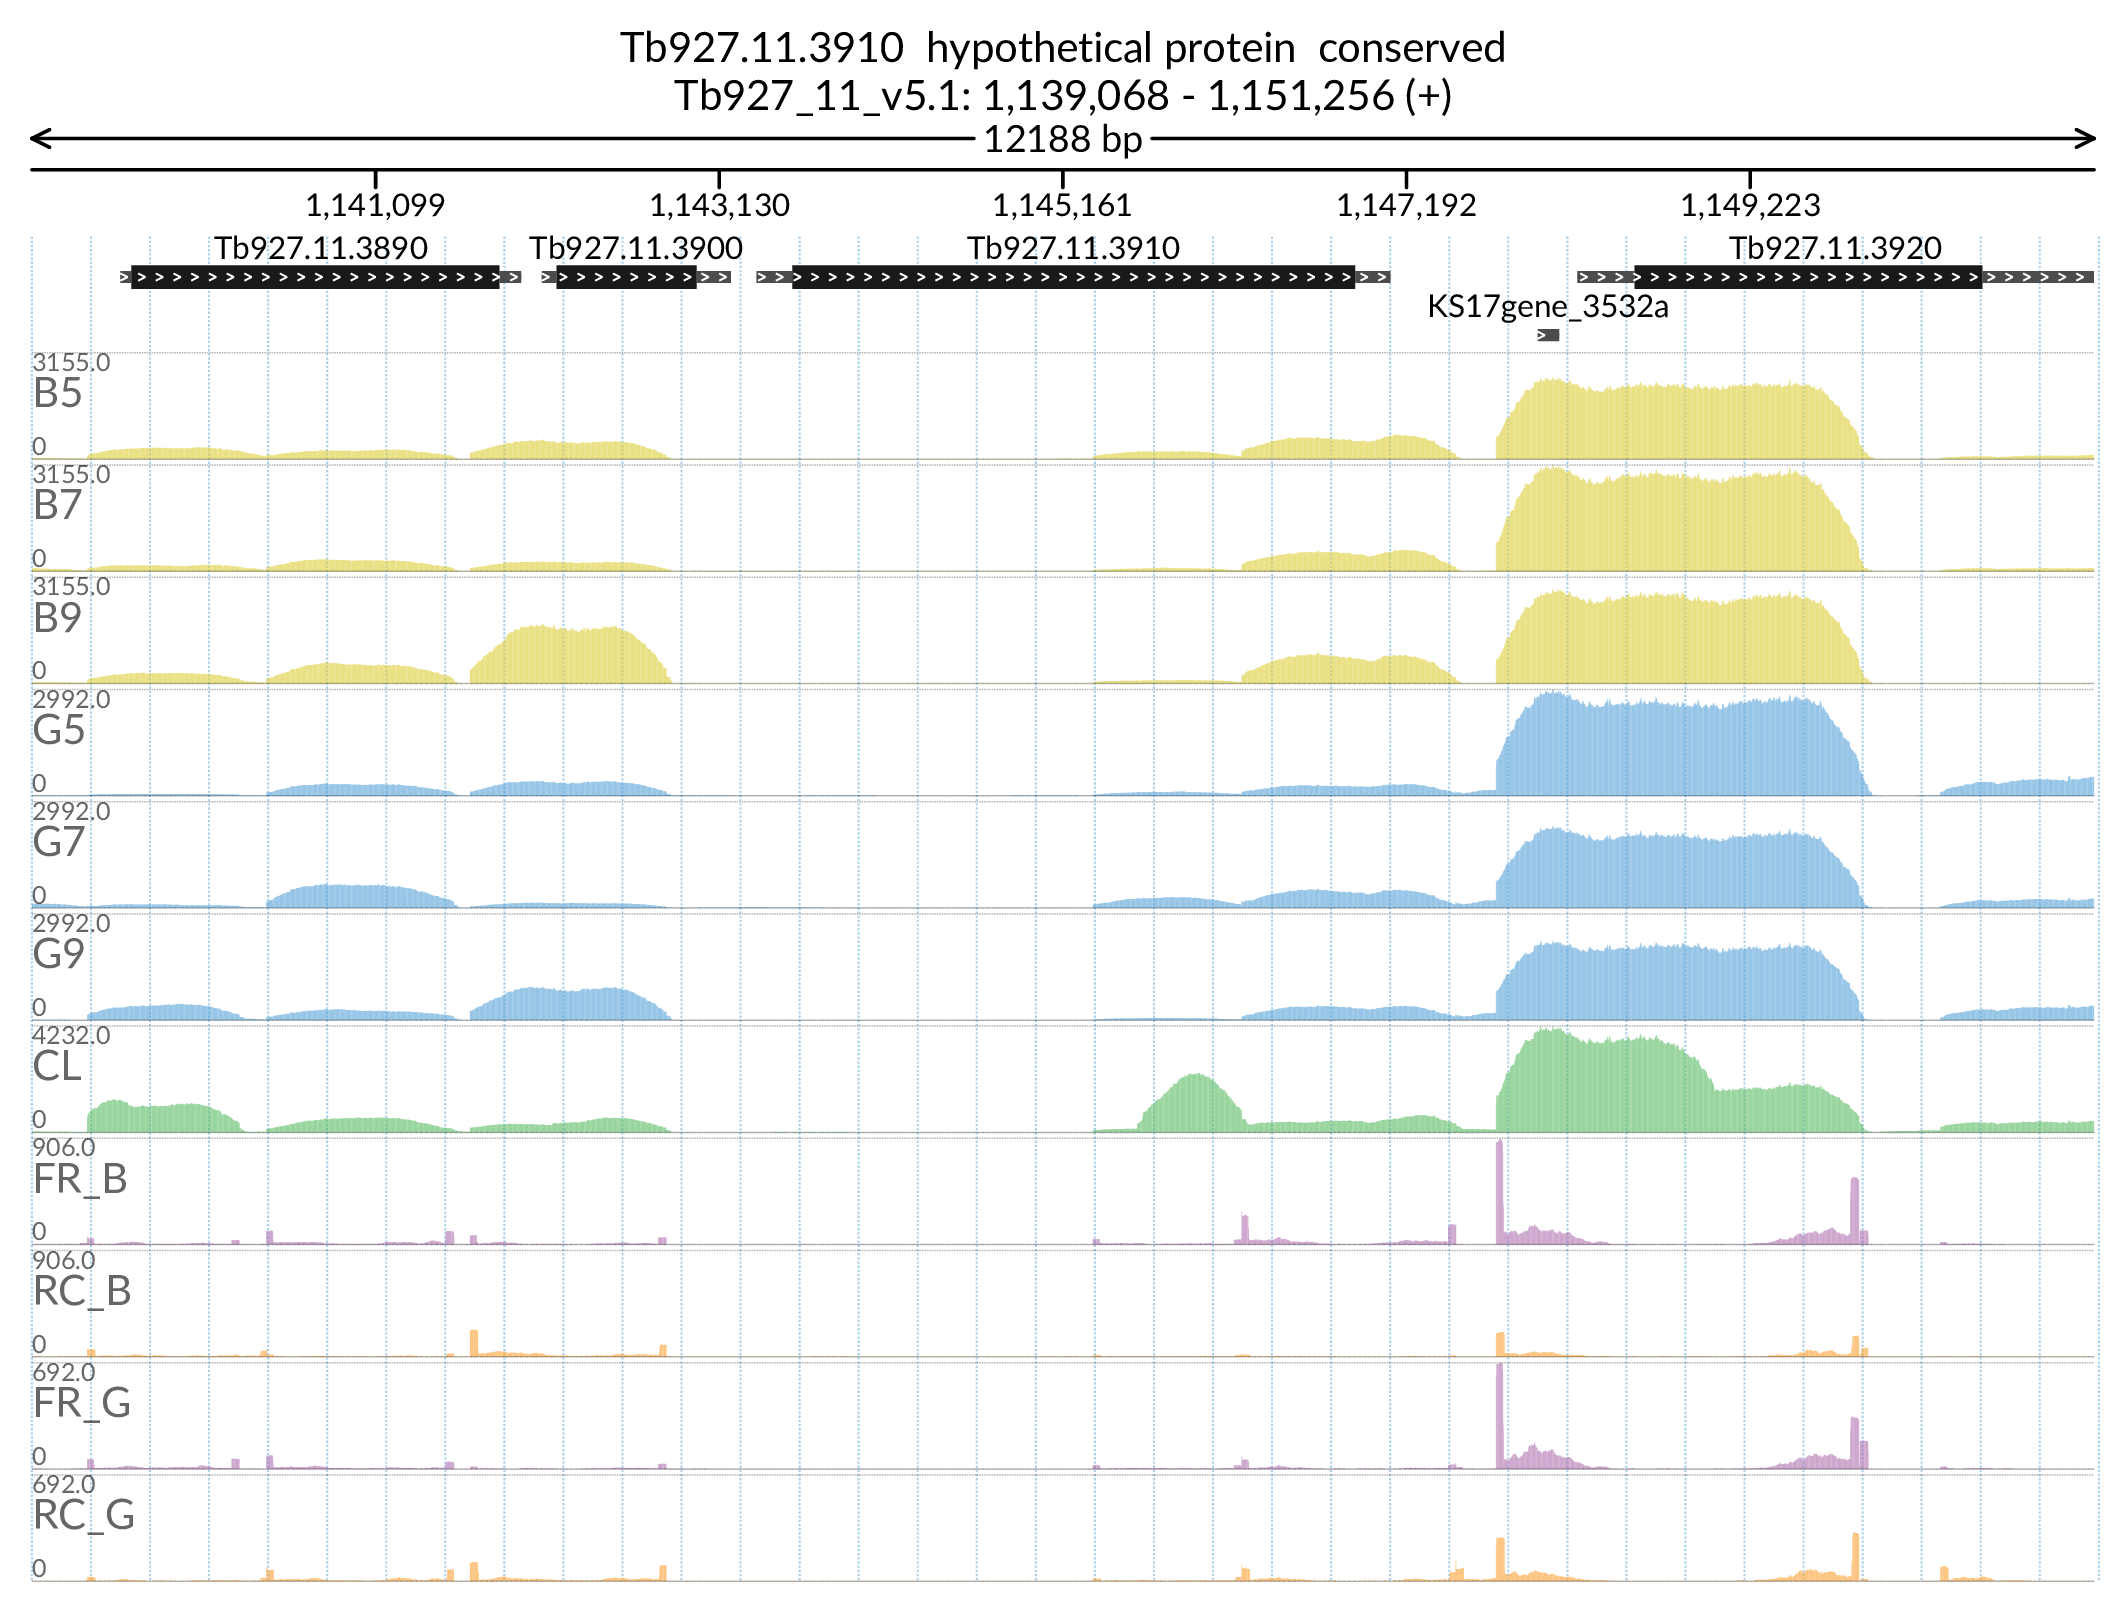 Tb927.11.3910 hypothetical protein conserved
Tb927_11_v5.1: 1,139,068 - 1,151,256 (+)
12188 bp
1,141,099 1,143,130 1,145,161 1,147,192 1,149,223
Tb927.11.3890 Tb927.11.3900 Tb927.11.3910 Tb927.11.3920
KS17gene_3532a
3155.0
B5
0
3155.0
B7
0
3155.0
B9
0
2992.0
G5
0
2992.0
G7
0
2992.0
G9
0
4232.0
CL
0
906.0
FR_B
0
906.0
RC_B
0
692.0
FR_G
0
692.0
RC_G
0